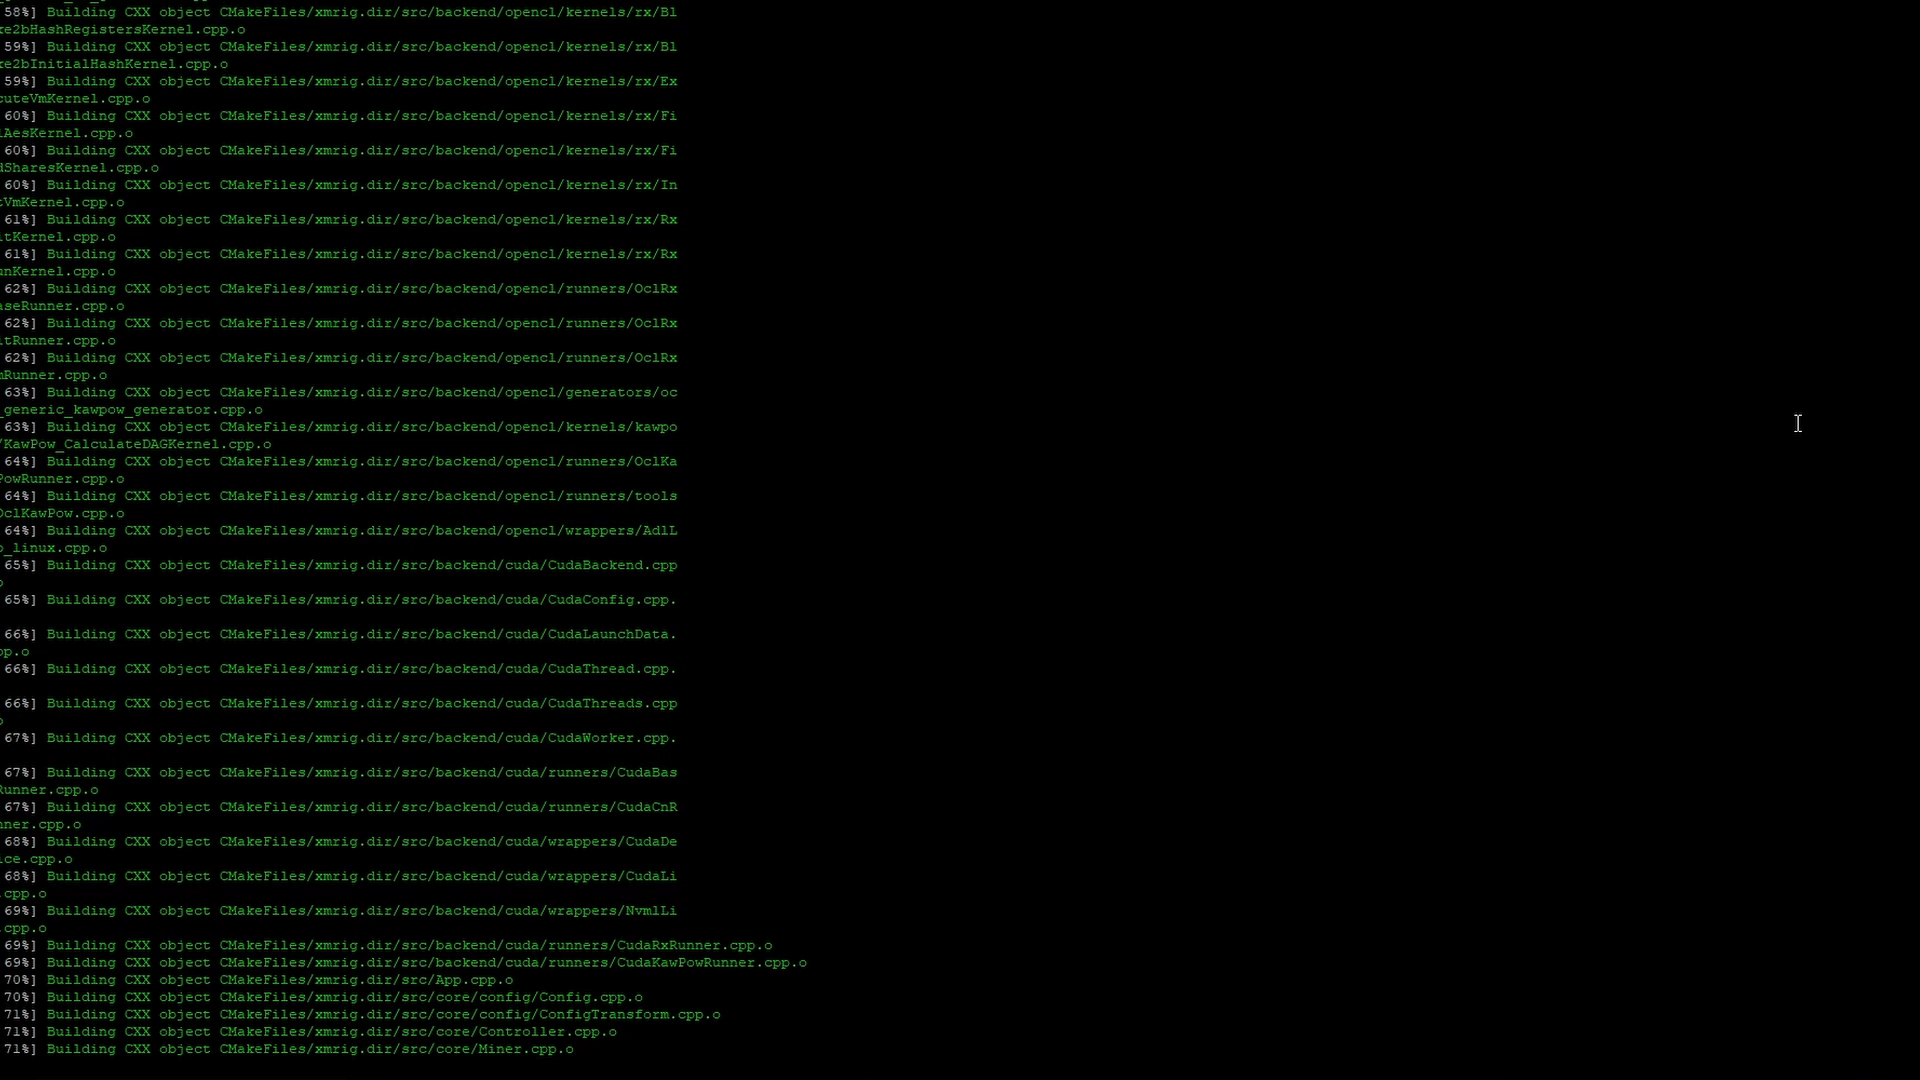 58%] Building CXX object CMakeFiles/xmrig.dir/src/backend/opencl/kernels/rx/Bl
ke2bHashRegistersKernel.cpp.o
59%] Building CXX object CMakeFiles/xmrig.dir/src/backend/opencl/kernels/rx/Bl
ke2bInitialHashKernel.cpp.o
59%] Building CXX object CMakeFiles/xmrig.dir/src/backend/opencl/kernels/rx/Ex
cuteVmKernel.cpp.o
60%] Building CXX object CMakeFiles/xmrig.dir/src/backend/opencl/kernels/rx/Fi
lAesKernel.cpp.o
60%] Building CXX object CMakeFiles/xmrig.dir/src/backend/opencl/kernels/rx/Fi
dSharesKernel.cpp.o
60%] Building CXX object CMakeFiles/xmrig.dir/src/backend/opencl/kernels/rx/In
tVmKernel.cpp.o
61%] Building CXX object CMakeFiles/xmrig.dir/src/backend/opencl/kernels/rx/Rx
itKernel.cpp.o
61%] Building CXX object CMakeFiles/xmrig.dir/src/backend/opencl/kernels/rx/Rx
unKernel.cpp.o
62%] Building CXX object CMakeFiles/xmrig.dir/src/backend/opencl/runners/OclRx
aseRunner.cpp.o
62%] Building CXX object CMakeFiles/xmrig.dir/src/backend/opencl/runners/OclRx
itRunner.cpp.o
62%] Building CXX object CMakeFiles/xmrig.dir/src/backend/opencl/runners/OclRx
mRunner.cpp.o
63%] Building CXX object CMakeFiles/xmrig.dir/src/backend/opencl/generators/oc
_generic_kawpow_generator.cpp.o
63%] Building CXX object CMakeFiles/xmrig.dir/src/backend/opencl/kernels/kawpo
/KawPow_CalculateDAGKernel.cpp.o
64%] Building CXX object CMakeFiles/xmrig.dir/src/backend/opencl/runners/OclKa
PowRunner.cpp.o
64%] Building CXX object CMakeFiles/xmrig.dir/src/backend/opencl/runners/tools
OclKawPow.cpp.o
64%] Building CXX object CMakeFiles/xmrig.dir/src/backend/opencl/wrappers/AdlL
b_linux.cpp.o
65%] Building CXX object CMakeFiles/xmrig.dir/src/backend/cuda/CudaBackend.cpp
o
65%] Building CXX object CMakeFiles/xmrig.dir/src/backend/cuda/CudaConfig.cpp.
66%] Building CXX object CMakeFiles/xmrig.dir/src/backend/cuda/CudaLaunchData.
pp.o
66%] Building CXX object CMakeFiles/xmrig.dir/src/backend/cuda/CudaThread.cpp.
66%] Building CXX object CMakeFiles/xmrig.dir/src/backend/cuda/CudaThreads.cpp
o
67%] Building CXX object CMakeFiles/xmrig.dir/src/backend/cuda/CudaWorker.cpp.
67%] Building CXX object CMakeFiles/xmrig.dir/src/backend/cuda/runners/CudaBas
Runner.cpp.o
67%] Building CXX object CMakeFiles/xmrig.dir/src/backend/cuda/runners/CudaCnR
nner.cpp.o
68%] Building CXX object CMakeFiles/xmrig.dir/src/backend/cuda/wrappers/CudaDe
ice.cpp.o
68%] Building CXX object CMakeFiles/xmrig.dir/src/backend/cuda/wrappers/CudaLi
.cpp.o
69%] Building CXX object CMakeFiles/xmrig.dir/src/backend/cuda/wrappers/NvmlLi
.cpp.o
69%] Building CXX object CMakeFiles/xmrig.dir/src/backend/cuda/runners/CudaRxRunner.cpp.o
69%] Building CXX object CMakeFiles/xmrig.dir/src/backend/cuda/runners/CudaKawPowRunner.cpp.o
70%] Building CXX object CMakeFiles/xmrig.dir/src/App.cpp.o
70%] Building CXX object CMakeFiles/xmrig.dir/src/core/config/Config.cpp.o
71%] Building CXX object CMakeFiles/xmrig.dir/src/core/config/ConfigTransform.cpp.o
71%] Building CXX object CMakeFiles/xmrig.dir/src/core/Controller.cpp.o
71%] Building CXX object CMakeFiles/xmrig.dir/src/core/Miner.cpp.o